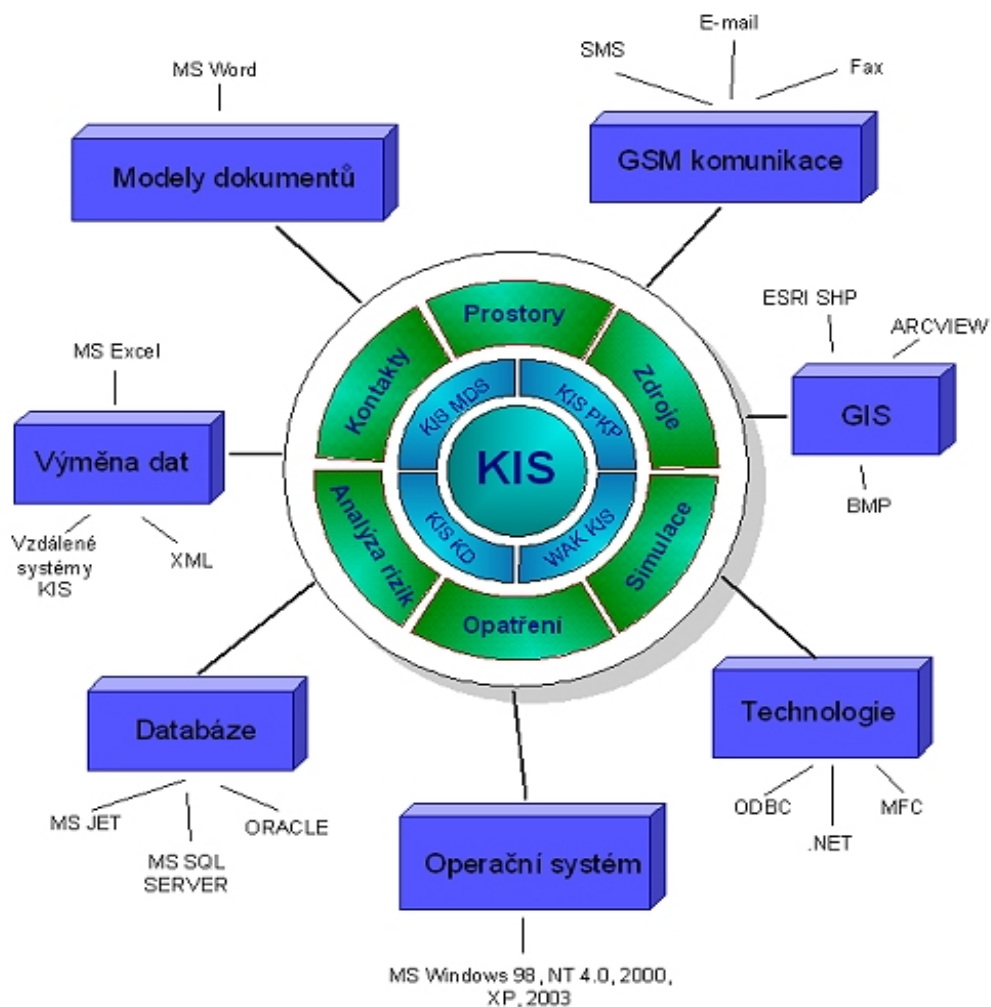 E-mail
SMS
Fax
MS Word
Modely dokumentů
GSM komunikace
ESRI SHP
ARCVIEW
GIS
BMP
MS Excel
Výměna dat
Vzdálené
systémy
KIS
XML
Prostory
Kontakty
Zdroje
KIS MDS
KIS PKP
KIS
KIS KD
WAK KIS
Analýza rizik
Simulace
Opatření
Databáze
MS JET
MS SQL
SERVER
ORACLE
Technologie
ODBC
.NET
MFC
Operační systém
MS Windows 98, NT 4.0, 2000,
XP, 2003